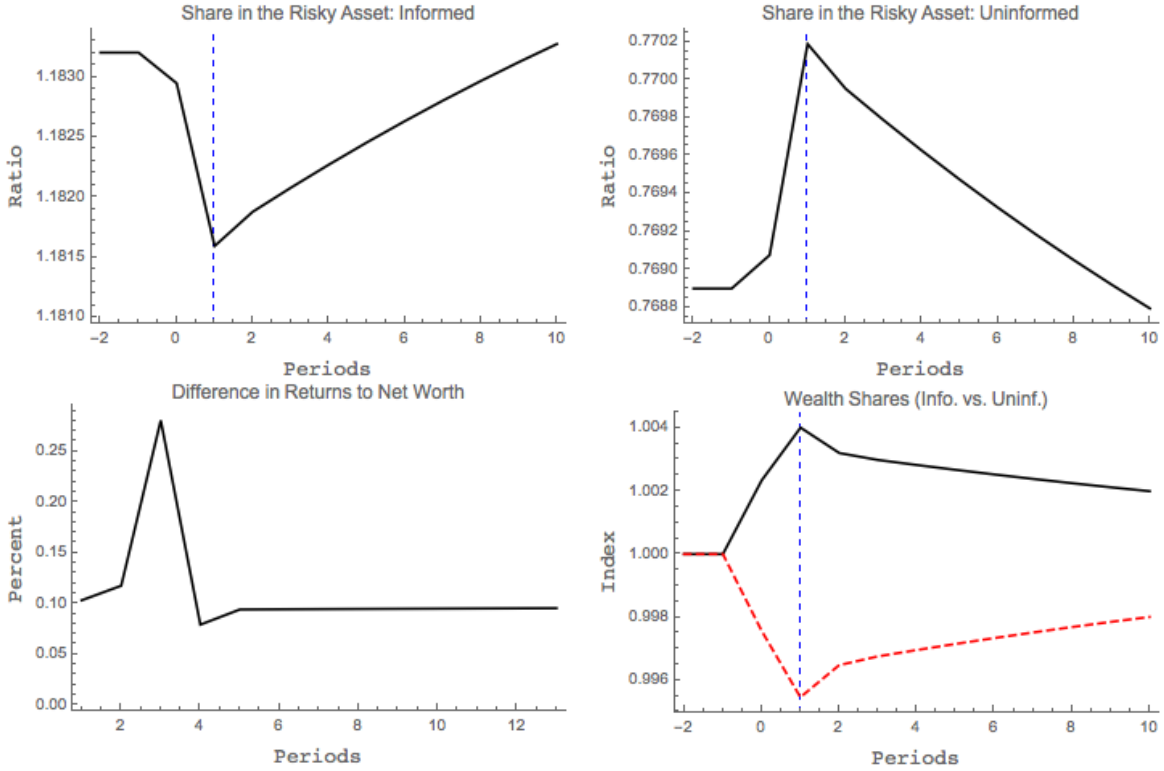 Share in the Risky Asset: Informed
Ratio
1.1830
1.1825
1.1820
1.1815
1.1810
−2 0 2 4 6 8 10
Periods
Share in the Risky Asset: Uninformed
Ratio
0.7702
0.7700
0.7698
0.7696
0.7694
0.7692
0.7690
0.7688
−2 0 2 4 6 8 10
Periods
Difference in Returns to Net Worth
Percent
0.25
0.20
0.15
0.10
0.05
0.00
2 4 6 8 10 12
Periods
Wealth Shares (Info. vs. Uninf.)
Index
1.004
1.002
1.000
0.998
0.996
−2 0 2 4 6 8 10
Periods